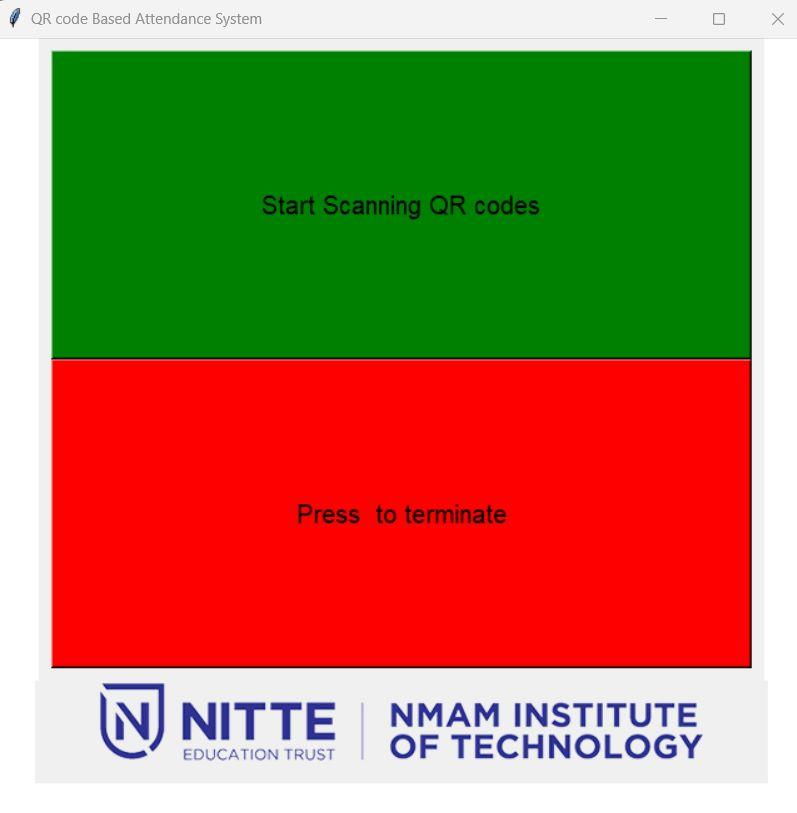 QR code Based Attendance System
Start Scanning QR codes
Press  to terminate
NITTE
EDUCATION TRUST
NMAM INSTITUTE
OF TECHNOLOGY